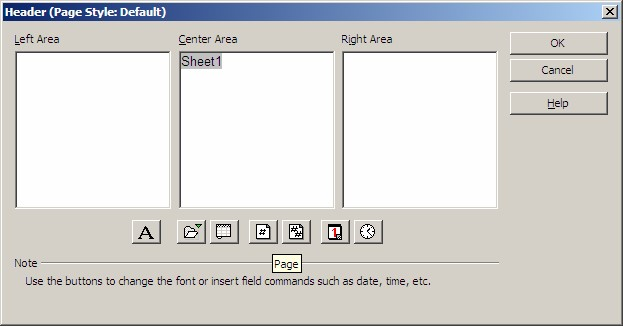 Header (Page Style: Default)
Left Area
Center Area
Right Area
Sheet1
OK
Cancel
Help
A
#
#
#
1
Page
Note
Use the buttons to change the font or insert field commands such as date, time, etc.